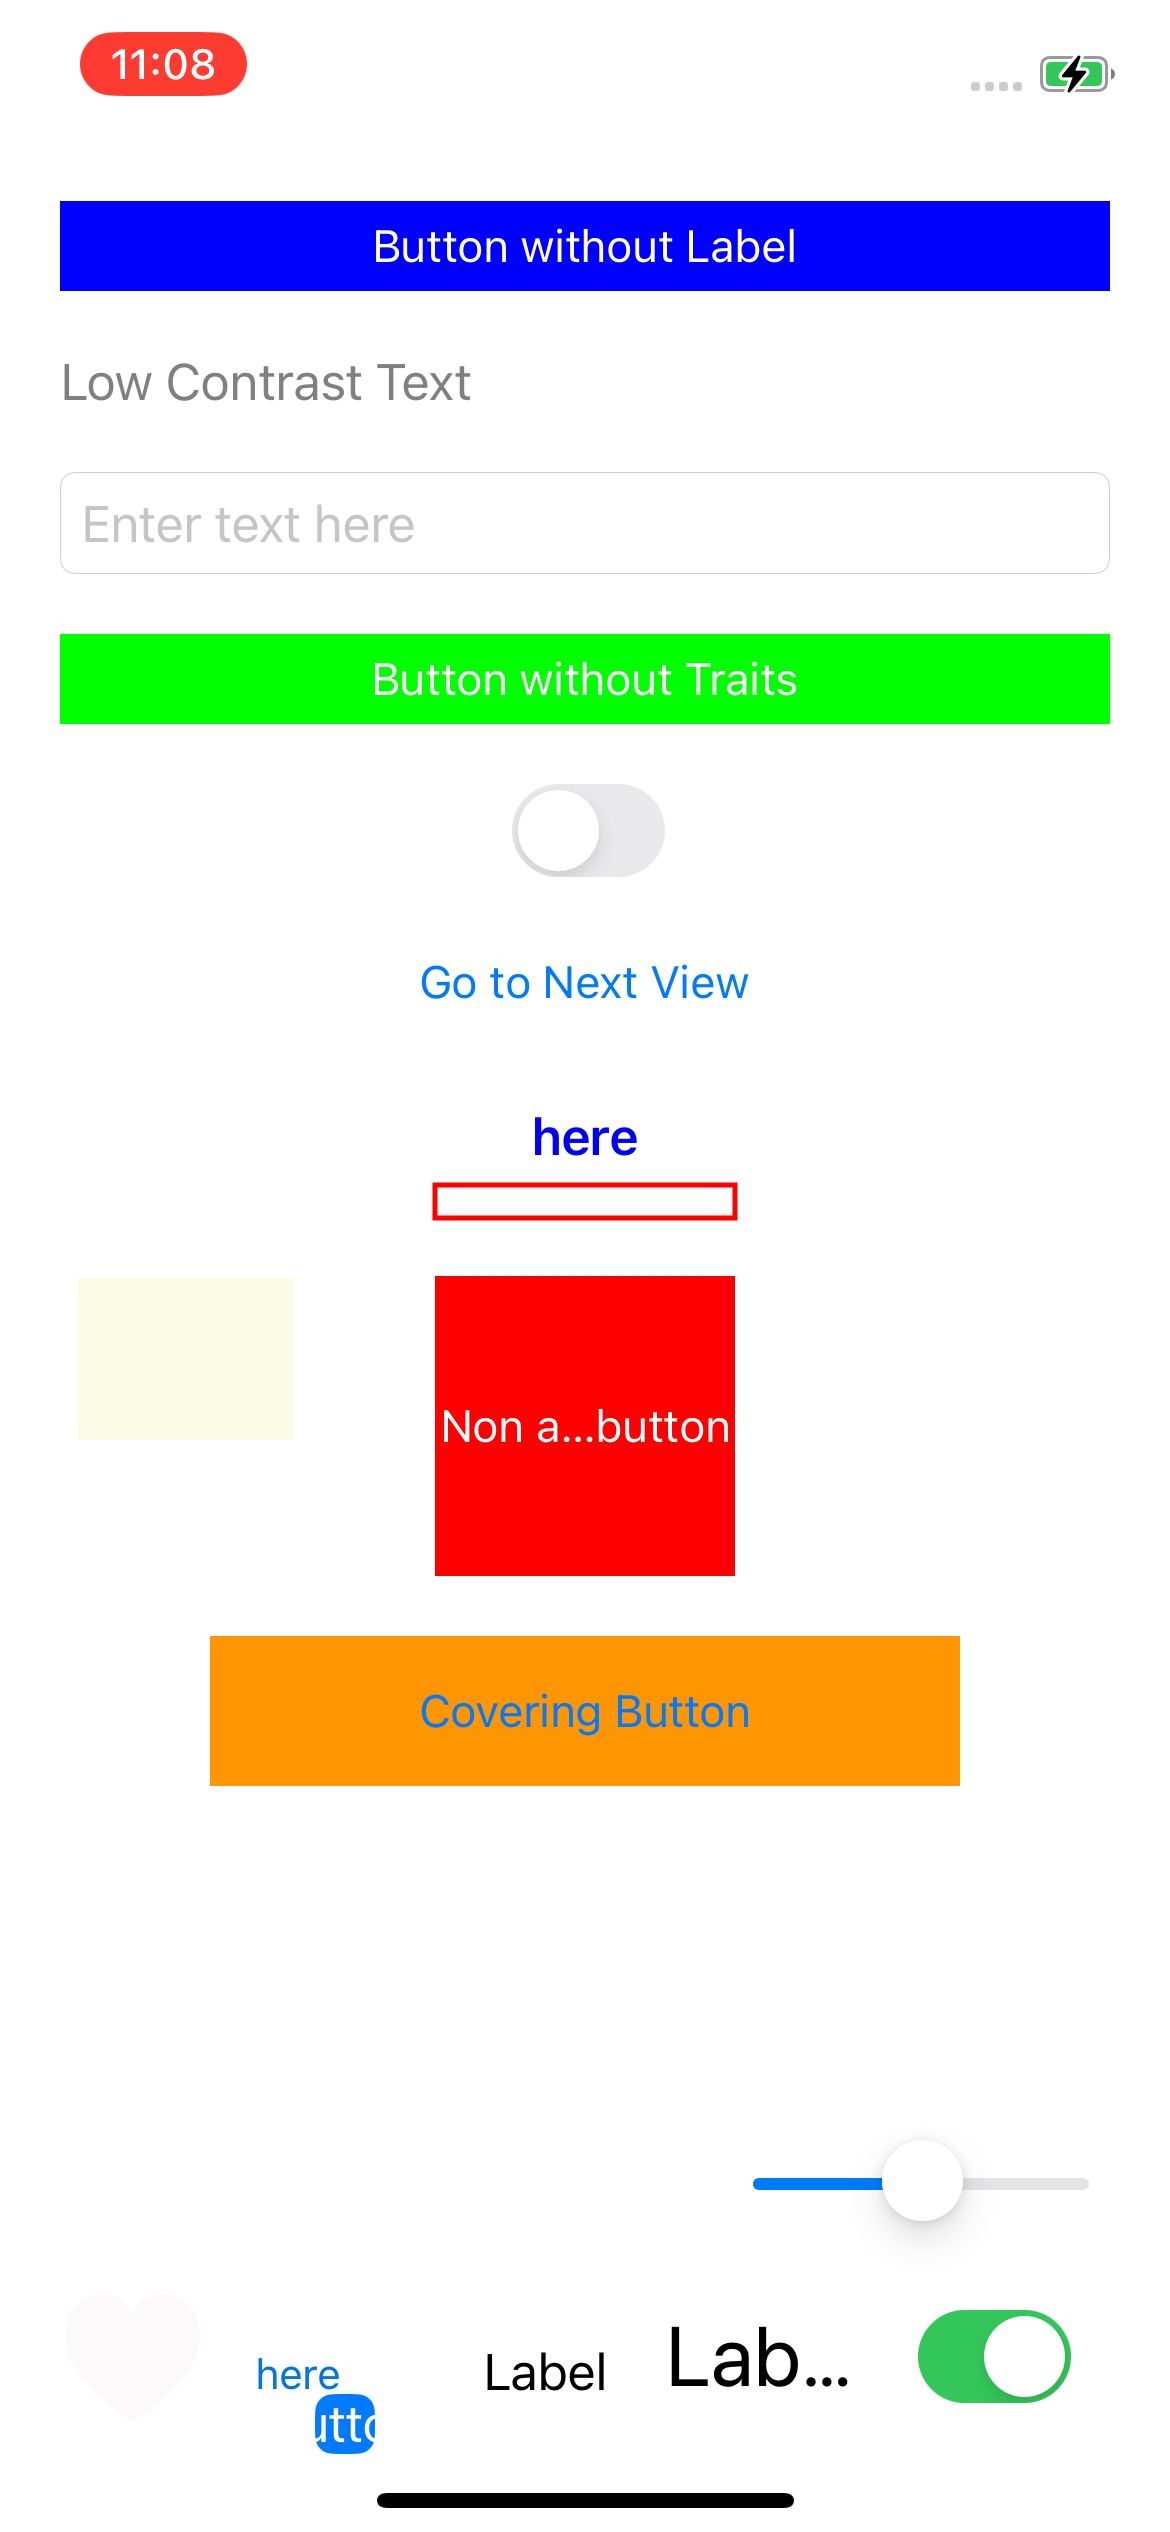 11:08
Button without Label
Low Contrast Text
Enter text here
Button without Traits
Go to Next View
here
Non a...button
Covering Button
here
Label
Lab...
utto